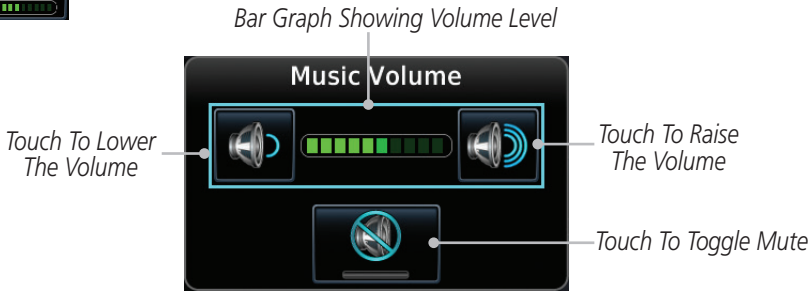 Bar Graph Showing Volume Level
Music Volume
Touch To Lower
The Volume
Touch To Raise
The Volume
Touch To Toggle Mute